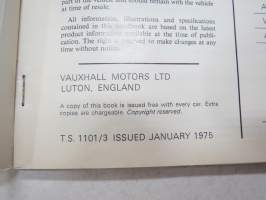 part of the vehicle and should remain with the vehicle
at time of resale.
All information, illustrations and specifications
contained in this handbook are based on the latest
product information available at the time of publi-
cation. The right is reserved to make changes at any
time without notice.
VAUXHALL MOTORS LTD
LUTON, ENGLAND
A copy of this book is issued free with every car. Extra
copies are chargeable. Copyright reserved.
T.S. 1101/3 ISSUED JANUARY 1975